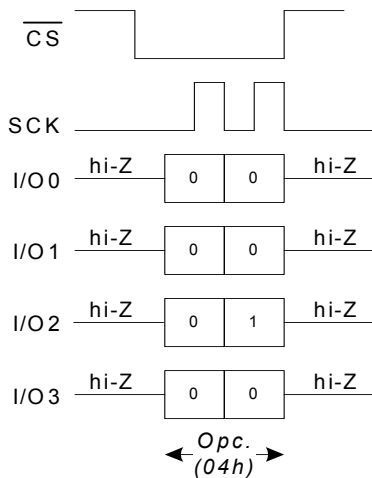 CS
SCK
I/O0 hi-Z 0 0 hi-Z
I/O1 hi-Z 0 0 hi-Z
I/O2 hi-Z 0 1 hi-Z
I/O3 hi-Z 0 0 hi-Z
Opc.
(04h)